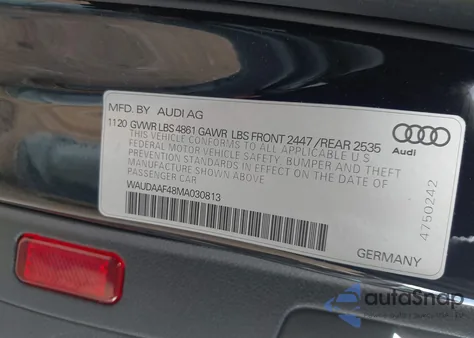 MFD. BY AUDI AG
1120 GVWR LBS 4861 GAWR LBS FRONT 2447 /REAR 2535
THIS VEHICLE CONFORMS TO ALL APPLICABLE U.S
FEDERAL MOTOR VEHICLE SAFETY, BUMPER AND THEFT
PREVENTION STANDARDS IN EFFECT ON THE DATE OF
MANUFACTURE SHOWN ABOVE
PASSENGER CAR
WAUDAAF48MA030813
Audi
4750242
GERMANY
autoSnap